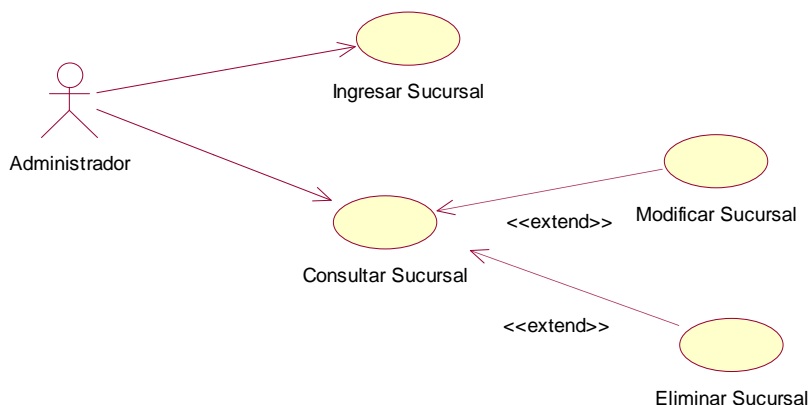 Ingresar Sucursal
Administrador
Modificar Sucursal
<<extend>>
Consultar Sucursal
<<extend>>
Eliminar Sucursal